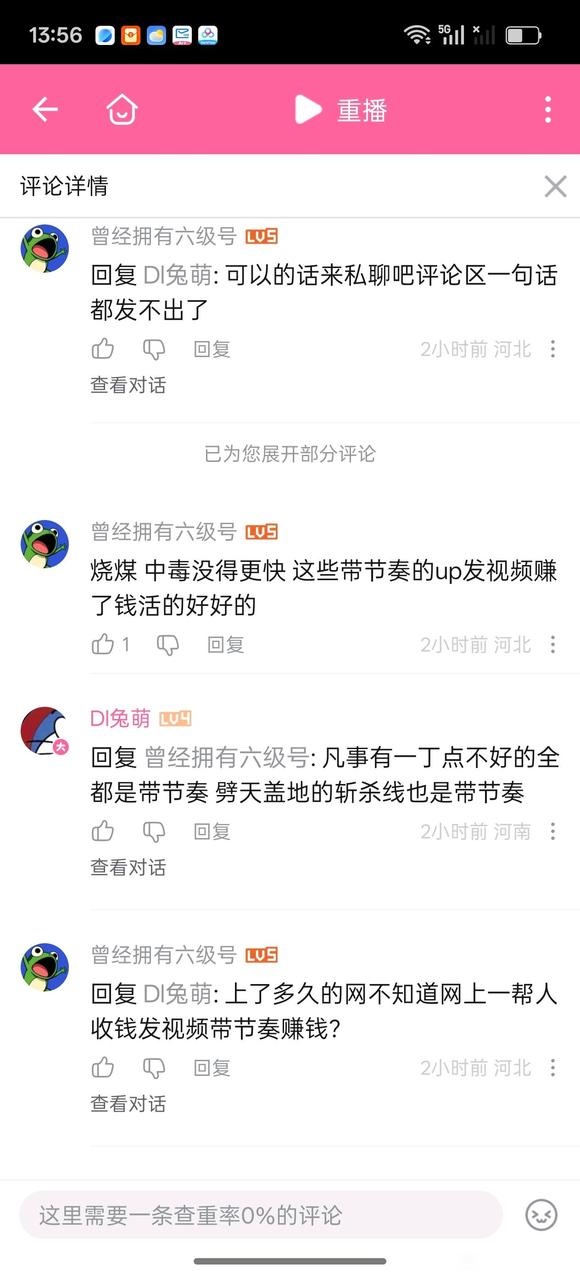 13:56
5G
重播
评论详情
曾经拥有六级号 LV5
回复 DI兔萌: 可以的话来私聊吧评论区一句话
都发不出了
回复 2小时前 河北
查看对话
已为您展开部分评论
曾经拥有六级号 LV5
烧煤 中毒没得更快 这些带节奏的up发视频赚
了钱活的好好的
1 回复 2小时前 河北
DI兔萌 LV4
大
回复 曾经拥有六级号: 凡事有一丁点不好的全
都是带节奏 劈天盖地的斩杀线也是带节奏
回复 2小时前 河南
查看对话
曾经拥有六级号 LV5
回复 DI兔萌: 上了多久的网不知道网上一帮人
收钱发视频带节奏赚钱?
回复 2小时前 河北
查看对话
这里需要一条查重率0%的评论